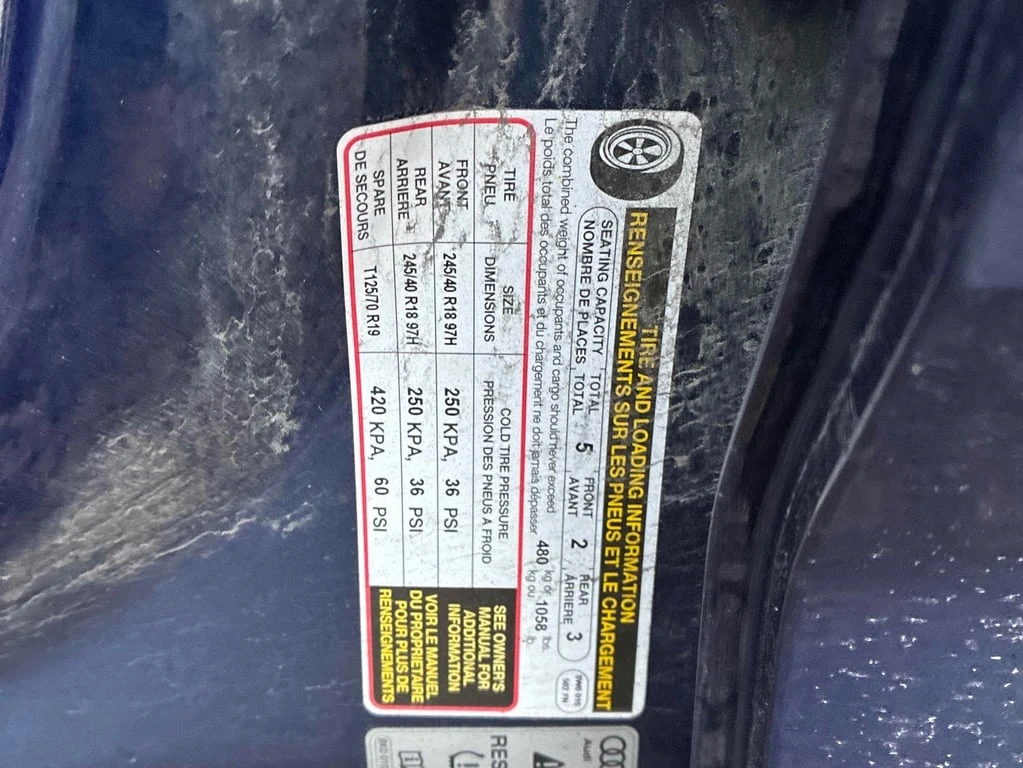 TIRE AND LOADING INFORMATION
RENSEIGNEMENTS SUR LES PNEUS ET LE CHARGEMENT
SEATING CAPACITY TOTAL 5 FRONT 2 REAR 3
NOMBRE DE PLACES TOTAL AVANT ARRIERE
The combined weight of occupants and cargo should never exceed 480 kg or 1058 lbs.
Le poids total des occupants et du chargement ne doit jamais dépasser kg ou lb.
TIRE SIZE COLD TIRE PRESSURE
PNEU DIMENSIONS PRESSION DES PNEUS A FROID
FRONT 245/40 R18 97H 250 KPA, 36 PSI
AVANT
REAR 245/40 R18 97H 250 KPA, 36 PSI
ARRIERE
SPARE T125/70 R19 420 KPA, 60 PSI
DE SECOURS
SEE OWNER'S
MANUAL FOR
ADDITIONAL
INFORMATION
VOIR LE MANUEL
DU PROPRIETAIRE
POUR PLUS DE
RENSEIGNEMENTS
Audi
RES